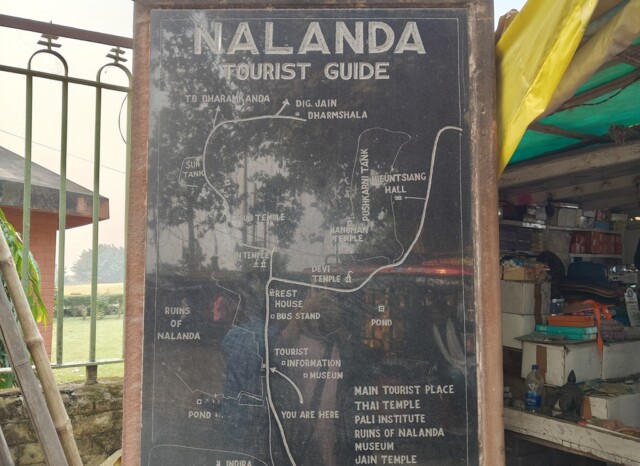 NALANDA
TOURIST GUIDE
TO DHARAMKANDA
DIG. JAIN
DHARMSHALA
SUN
TANK
PUSHKARNI TANK
HALL
TEMPLE
HANUMAN
TEMPLE
TEMPLE
DEVI
TEMPLE
REST
HOUSE
BUS STAND
POND
RUINS
OF
NALANDA
TOURIST
INFORMATION
MUSEUM
POND
YOU ARE HERE
MAIN TOURIST PLACE
THAI TEMPLE
PALI INSTITUTE
RUINS OF NALANDA
MUSEUM
JAIN TEMPLE
INDIRA